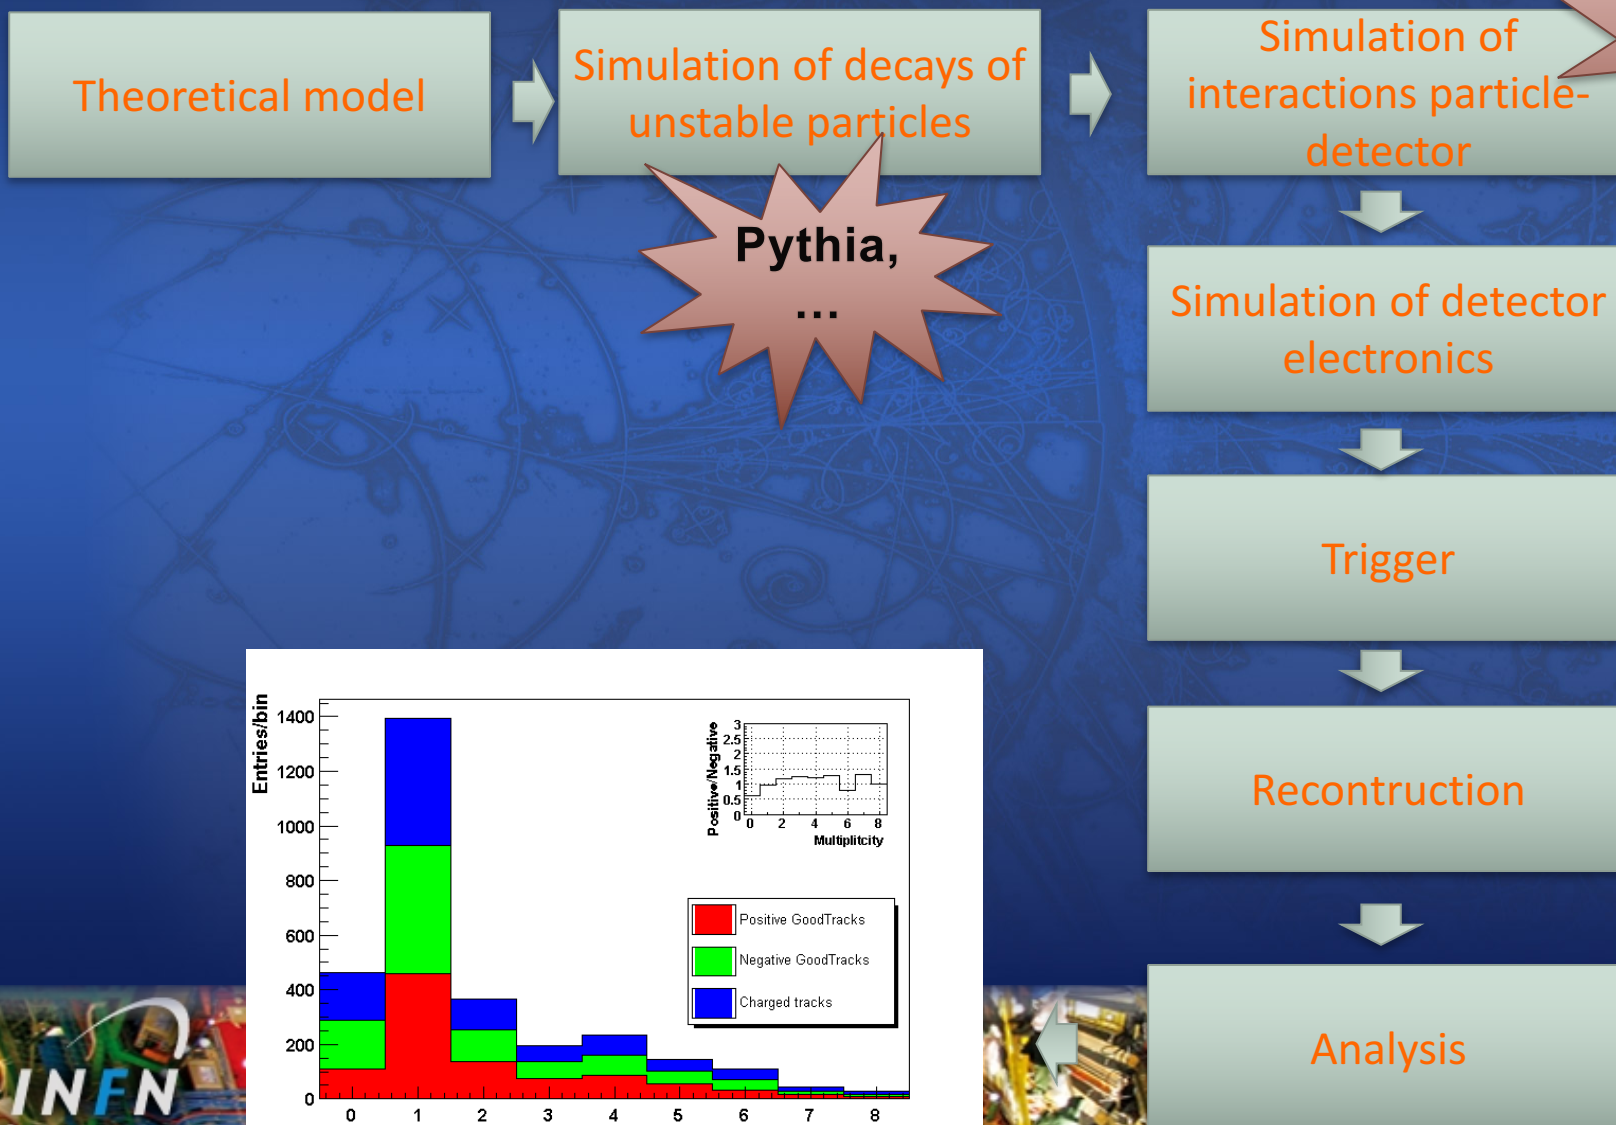 Theoretical model
Simulation of decays of
unstable particles
Simulation of
interactions particle-
detector
Pythia,
...
Simulation of detector
electronics
Trigger
Recontruction
Analysis
Entries/bin
1400
1200
1000
800
600
400
200
0
0 1 2 3 4 5 6 7 8
Positive/Negative
3
2.5
2
1.5
1
0.5
0
0 2 4 6 8
Multiplitcity
Positive GoodTracks
Negative GoodTracks
Charged tracks
INFN